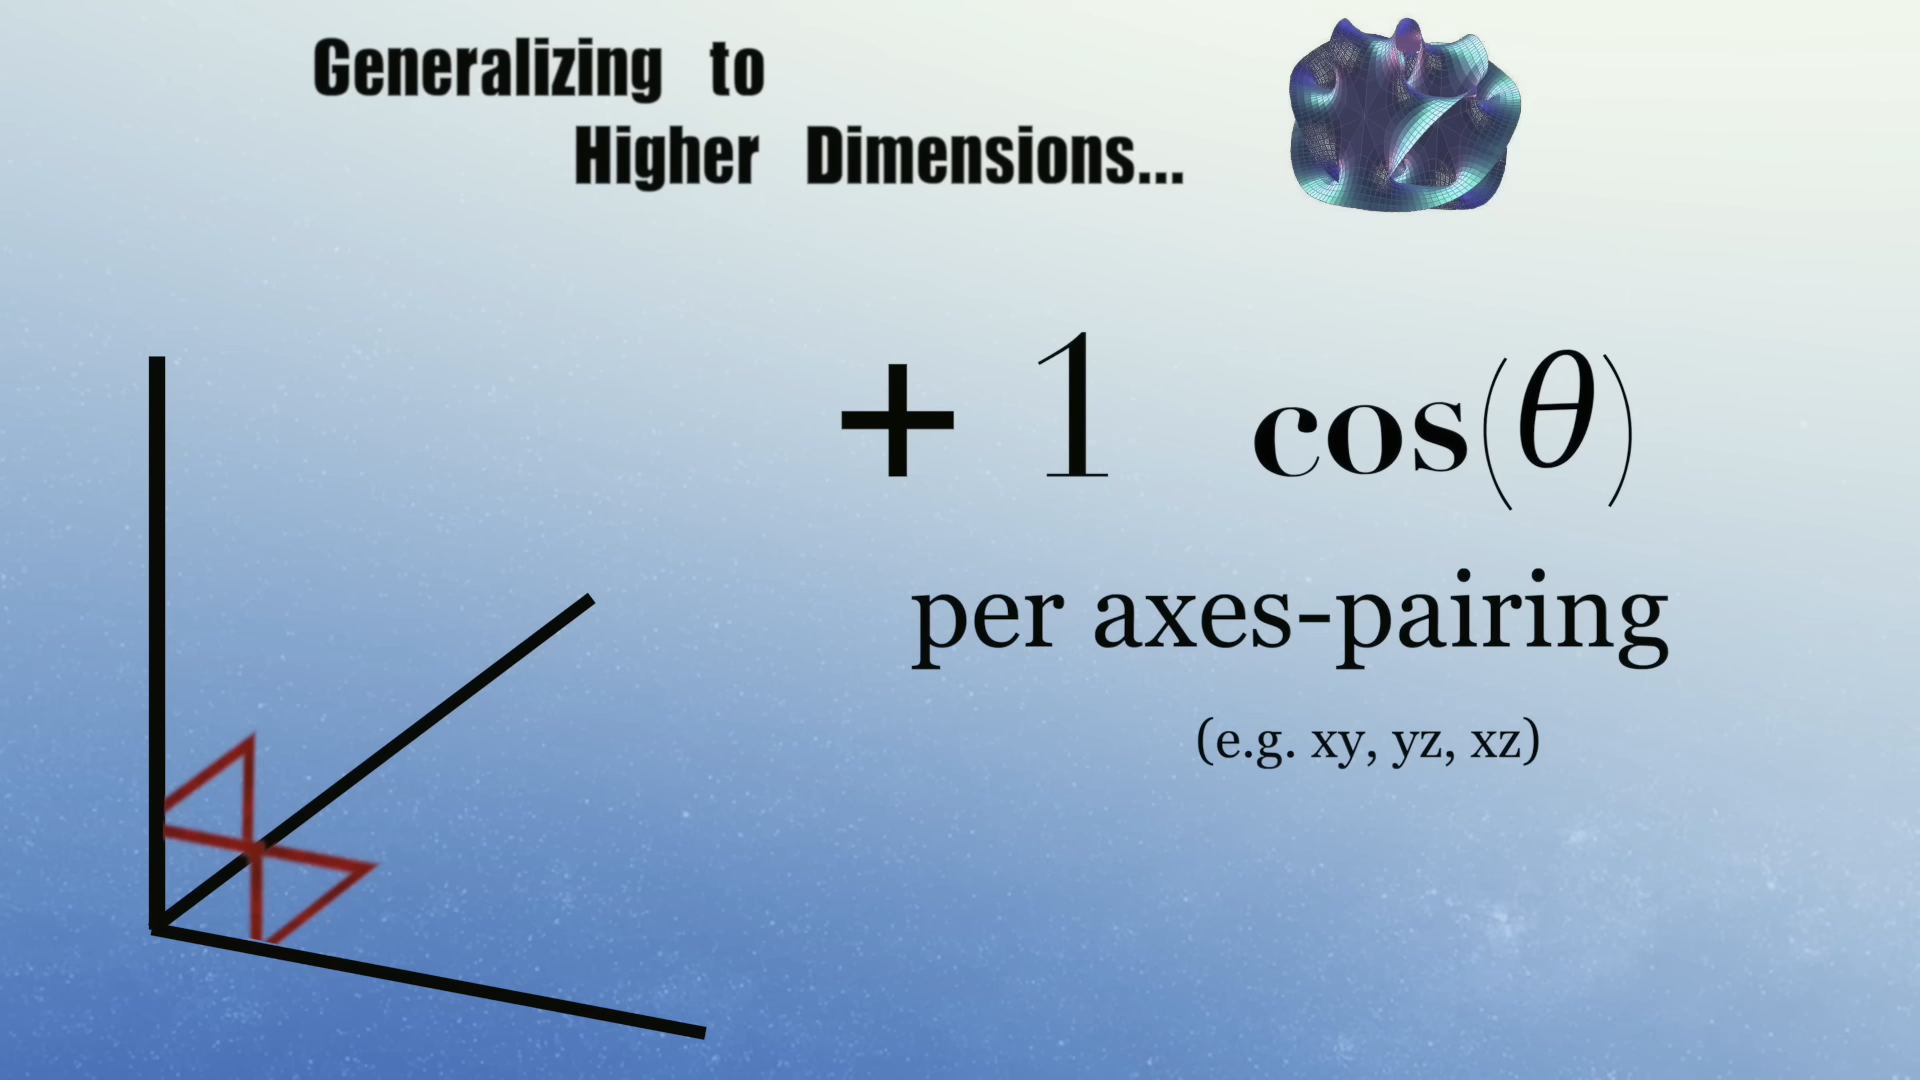 Generalizing to
Higher Dimensions...
+ 1 cos(θ)
per axes-pairing
(e.g. xy, yz, xz)